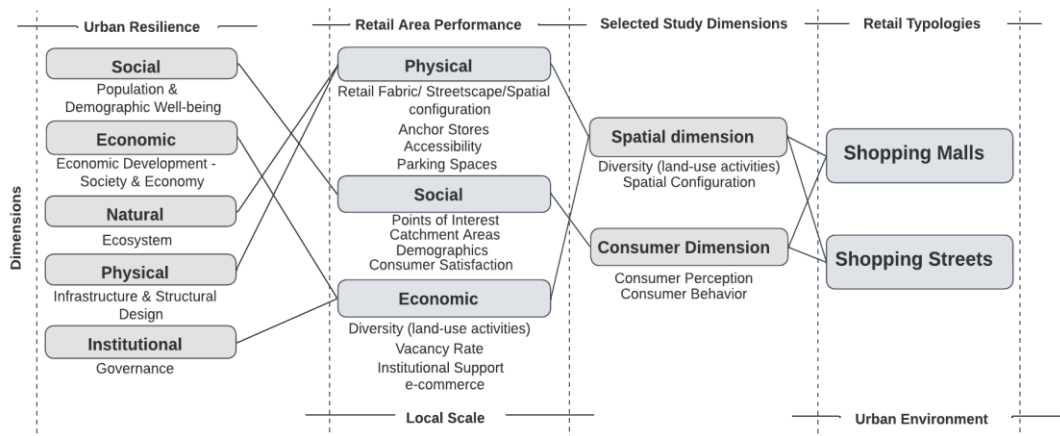 Urban Resilience
Retail Area Performance
Selected Study Dimensions
Retail Typologies
Dimensions
Social
Population &
Demographic Well-being
Economic
Economic Development -
Society & Economy
Natural
Ecosystem
Physical
Infrastructure & Structural
Design
Institutional
Governance
Physical
Retail Fabric/ Streetscape/Spatial
configuration
Anchor Stores
Accessibility
Parking Spaces
Social
Points of Interest
Catchment Areas
Demographics
Consumer Satisfaction
Economic
Diversity (land-use activities)
Vacancy Rate
Institutional Support
e-commerce
Local Scale
Spatial dimension
Diversity (land-use activities)
Spatial Configuration
Consumer Dimension
Consumer Perception
Consumer Behavior
Shopping Malls
Shopping Streets
Urban Environment